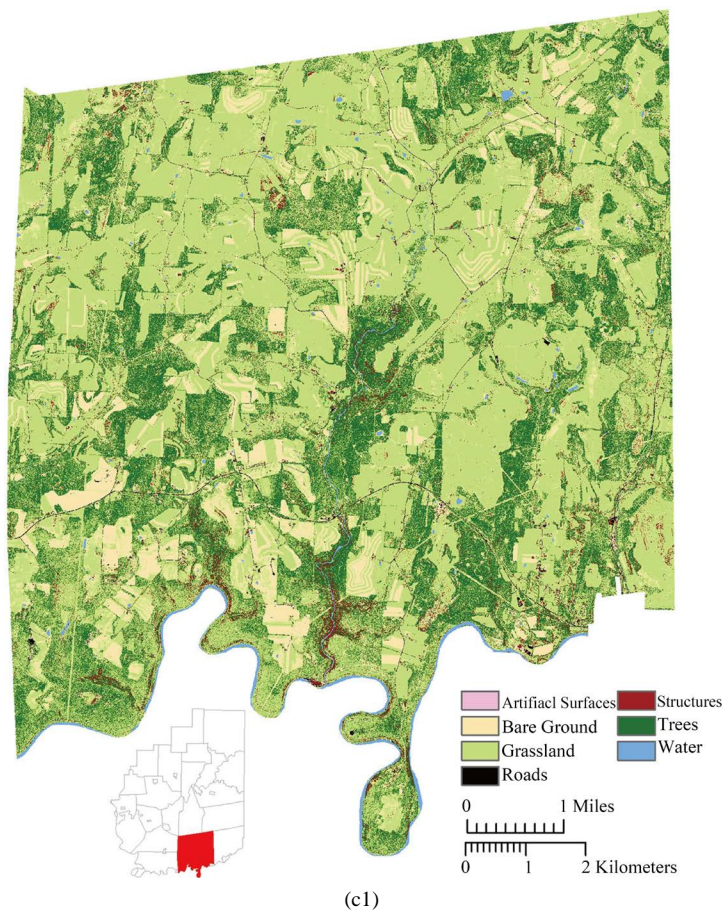 Artifiacl Surfaces
Structures
Bare Ground
Trees
Grassland
Water
Roads
0 1 Miles
0 1 2 Kilometers
(c1)